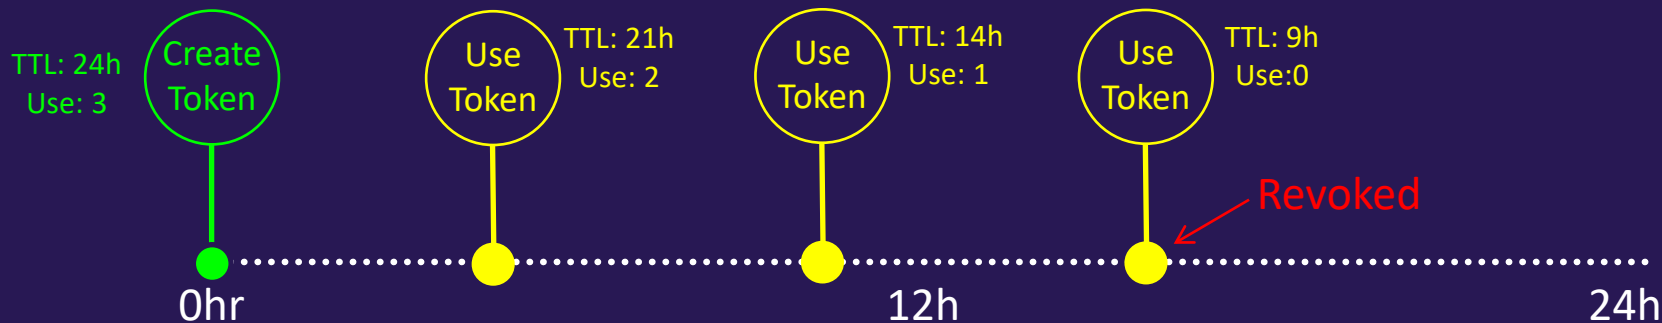 TTL: 24h
Use: 3
Create
Token
Use
Token
TTL: 21h
Use: 2
Use
Token
TTL: 14h
Use: 1
Use
Token
TTL: 9h
Use:0
Revoked
0hr
12h
24h